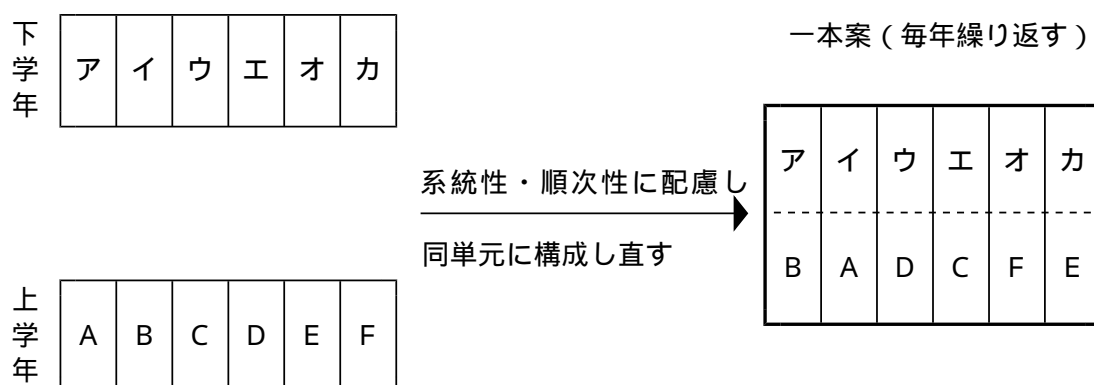 下学年
ア イ ウ エ オ カ
一本案(毎年繰り返す)
系統性・順次性に配慮し
同単元に構成し直す
ア イ ウ エ オ カ
B A D C F E
上学年
A B C D E F